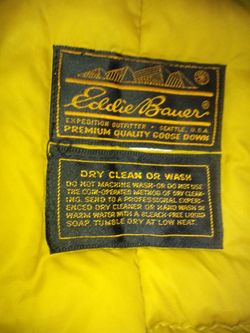 Eddie Bauer®
EXPEDITION OUTFITTER • SEATTLE, U.S.A.
PREMIUM QUALITY GOOSE DOWN
DRY CLEAN OR WASH
DO NOT MACHINE WASH-OR DO NOT USE
THE COIN-OPERATED METHOD OF DRY CLEAN-
ING. SEND TO A PROFESSIONAL EXPERI-
ENCED DRY CLEANER OR HAND WASH IN
WARM WATER WITH A BLEACH-FREE LIQUID
SOAP. TUMBLE DRY AT LOW HEAT.